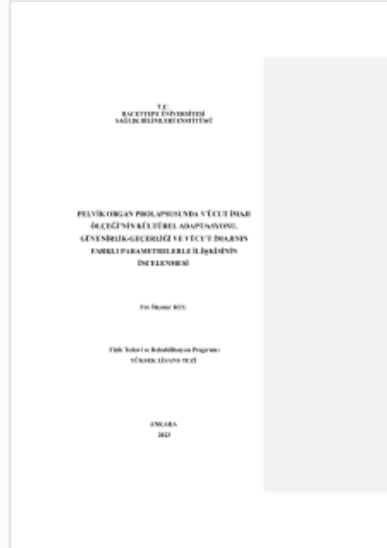 T.C.
HACETTEPE ÜNİVERSİTESİ
SAĞLIK BİLİMLERİ ENSTİTÜSÜ
PELVİK ORGAN PROLAPSUSUNDA VÜCUT İMAJI
ÖLÇEĞİ'NİN KÜLTÜREL ADAPTASYONU,
GÜVENİRLİK-GEÇERLİĞİ VE VÜCUT İMAJININ
FARKLI PARAMETRELERLE İLİŞKİSİNİN
İNCELENMESİ
Fzt.
Fizik Tedavi ve Rehabilitasyon Programı
YÜKSEK LİSANS TEZİ
ANKARA
2023